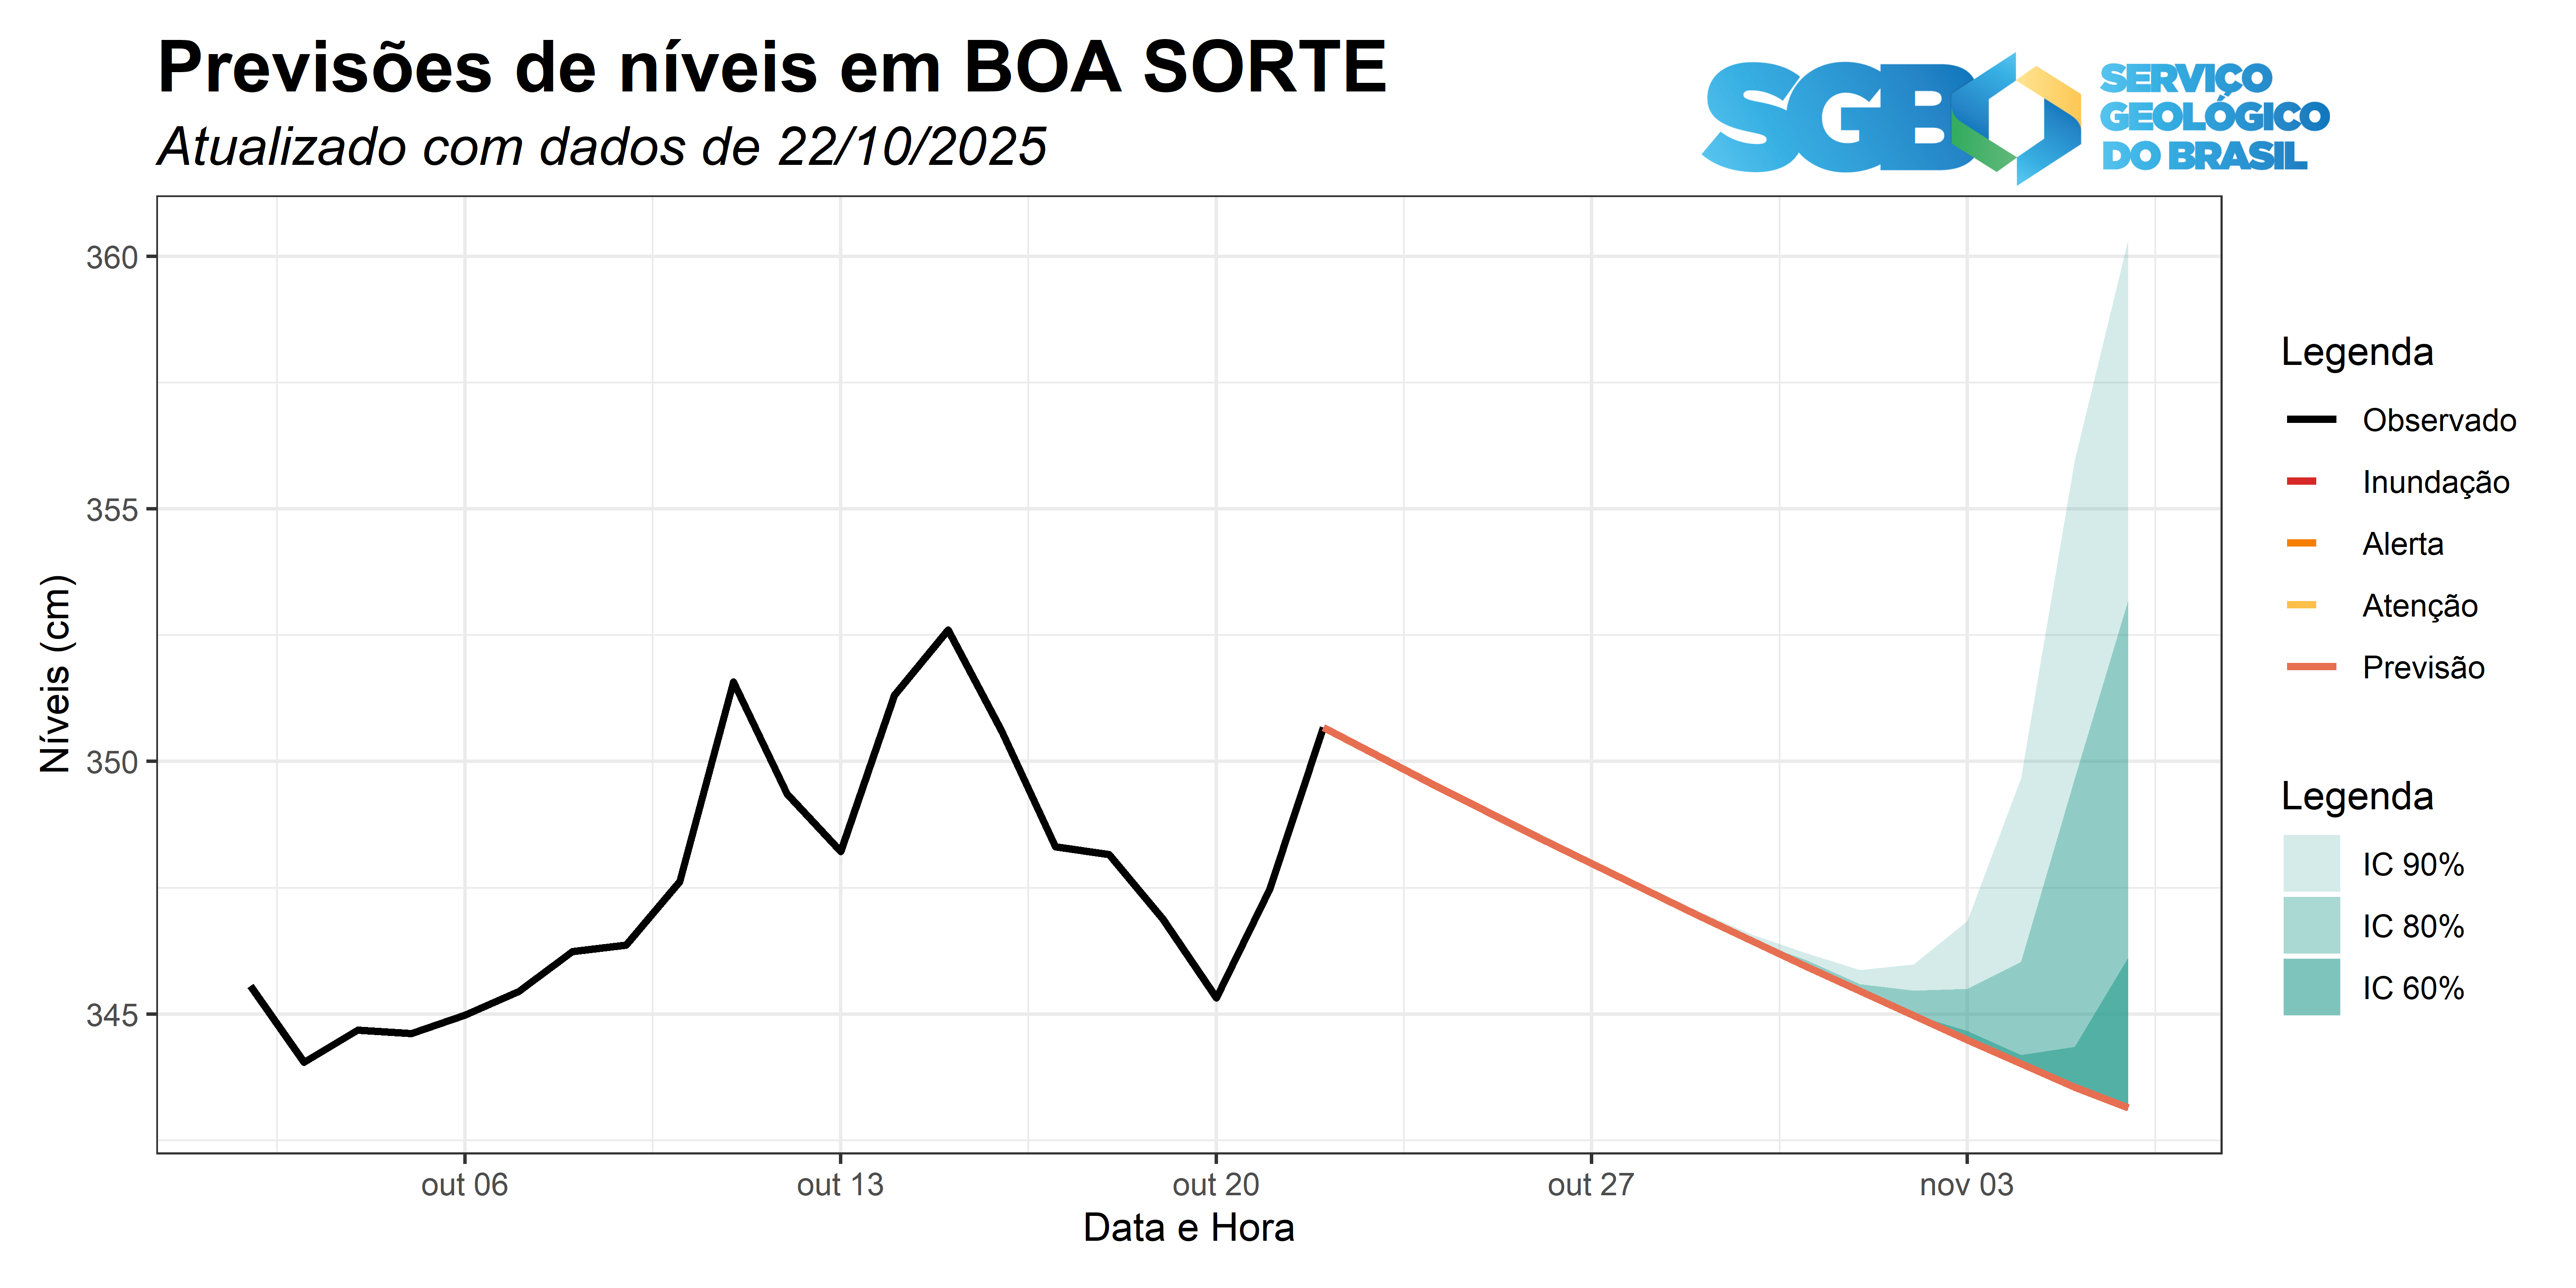 Previsões de níveis em BOA SORTE
Atualizado com dados de 22/10/2025
SGB
SERVIÇO
GEOLÓGICO
DO BRASIL
Níveis (cm)
360
355
350
345
out 06
out 13
out 20
out 27
nov 03
Data e Hora
Legenda
Observado
Inundação
Alerta
Atenção
Previsão
Legenda
IC 90%
IC 80%
IC 60%